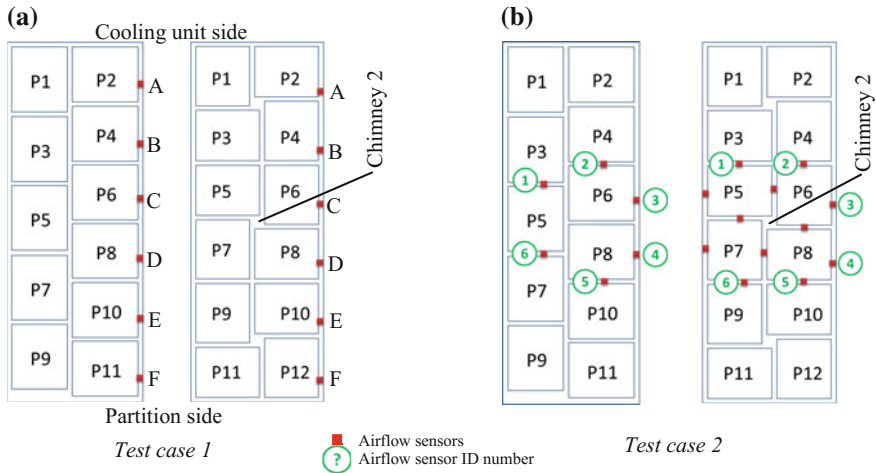 (a)
Cooling unit side
P1 P2 A
P4 B
P3
P6 C
P5
P8 D
P7
P10 E
P9
P11 F
P1 P2 A
P3 P4 B
P5 P6 C
P7 P8 D
P9 P10 E
P11 P12 F
Chimney 2
Partition side
Test case 1
(b)
P1 P2
P4
P3
2
1
P6 3
P5
P8 4
6
5
P7
P10
P9
P11
P1 P2
P3 P4
1 2
P5 P6 3
P7 P8 4
6 5
P9 P10
P11 P12
Chimney 2
Test case 2
Airflow sensors
? Airflow sensor ID number